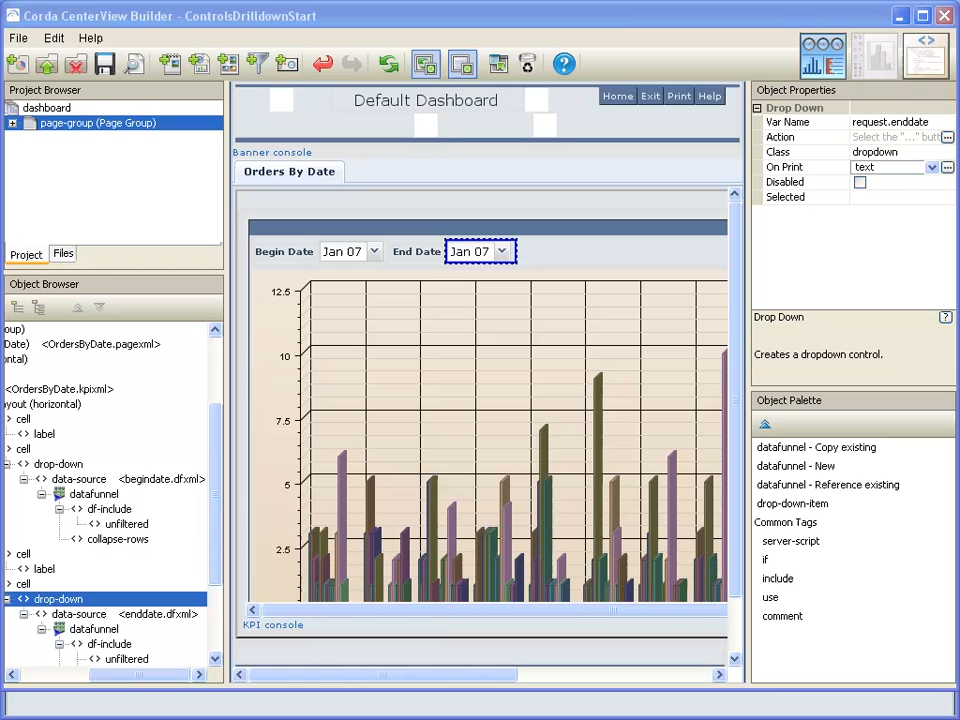 Corda CenterView Builder - ControlsDrilldownStart
File Edit Help
Project Browser
dashboard
page-group (Page Group)
Project Files
Object Browser
oup)
Date) <OrdersByDate.pagexml>
ontal)
<OrdersByDate.kpixml>
ayout (horizontal)
cell
<> label
cell
<> drop-down
<> data-source <begindate.dfxml>
datafunnel
<> df-include
<> unfiltered
<> collapse-rows
cell
<> label
cell
<> drop-down
<> data-source <enddate.dfxml>
datafunnel
<> df-include
<> unfiltered
Default Dashboard
Home Exit Print Help
Banner console
Orders By Date
Begin Date Jan 07 End Date Jan 07
12.5
10
7.5
5
2.5
KPI console
Object Properties
Drop Down
Var Name request.enddate
Action Select the "..." butt
Class dropdown
On Print text
Disabled
Selected
Drop Down
Creates a dropdown control.
Object Palette
datafunnel - Copy existing
datafunnel - New
datafunnel - Reference existing
drop-down-item
Common Tags
server-script
if
include
use
comment